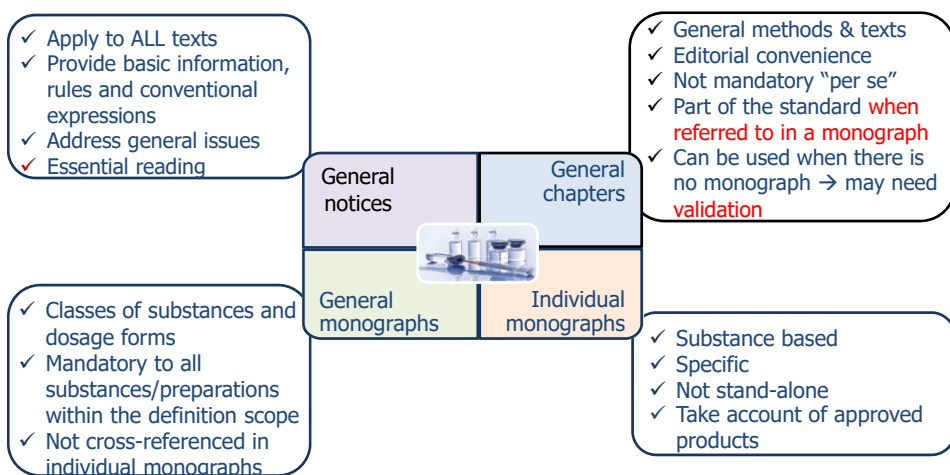 ✓ Apply to ALL texts
✓ Provide basic information,
rules and conventional
expressions
✓ Address general issues
✓ Essential reading
✓ General methods & texts
✓ Editorial convenience
✓ Not mandatory “per se”
✓ Part of the standard when
referred to in a monograph
✓ Can be used when there is
no monograph → may need
validation
General
notices
General
chapters
General
monographs
Individual
monographs
✓ Classes of substances and
dosage forms
✓ Mandatory to all
substances/preparations
within the definition scope
✓ Not cross-referenced in
individual monographs
✓ Substance based
✓ Specific
✓ Not stand-alone
✓ Take account of approved
products